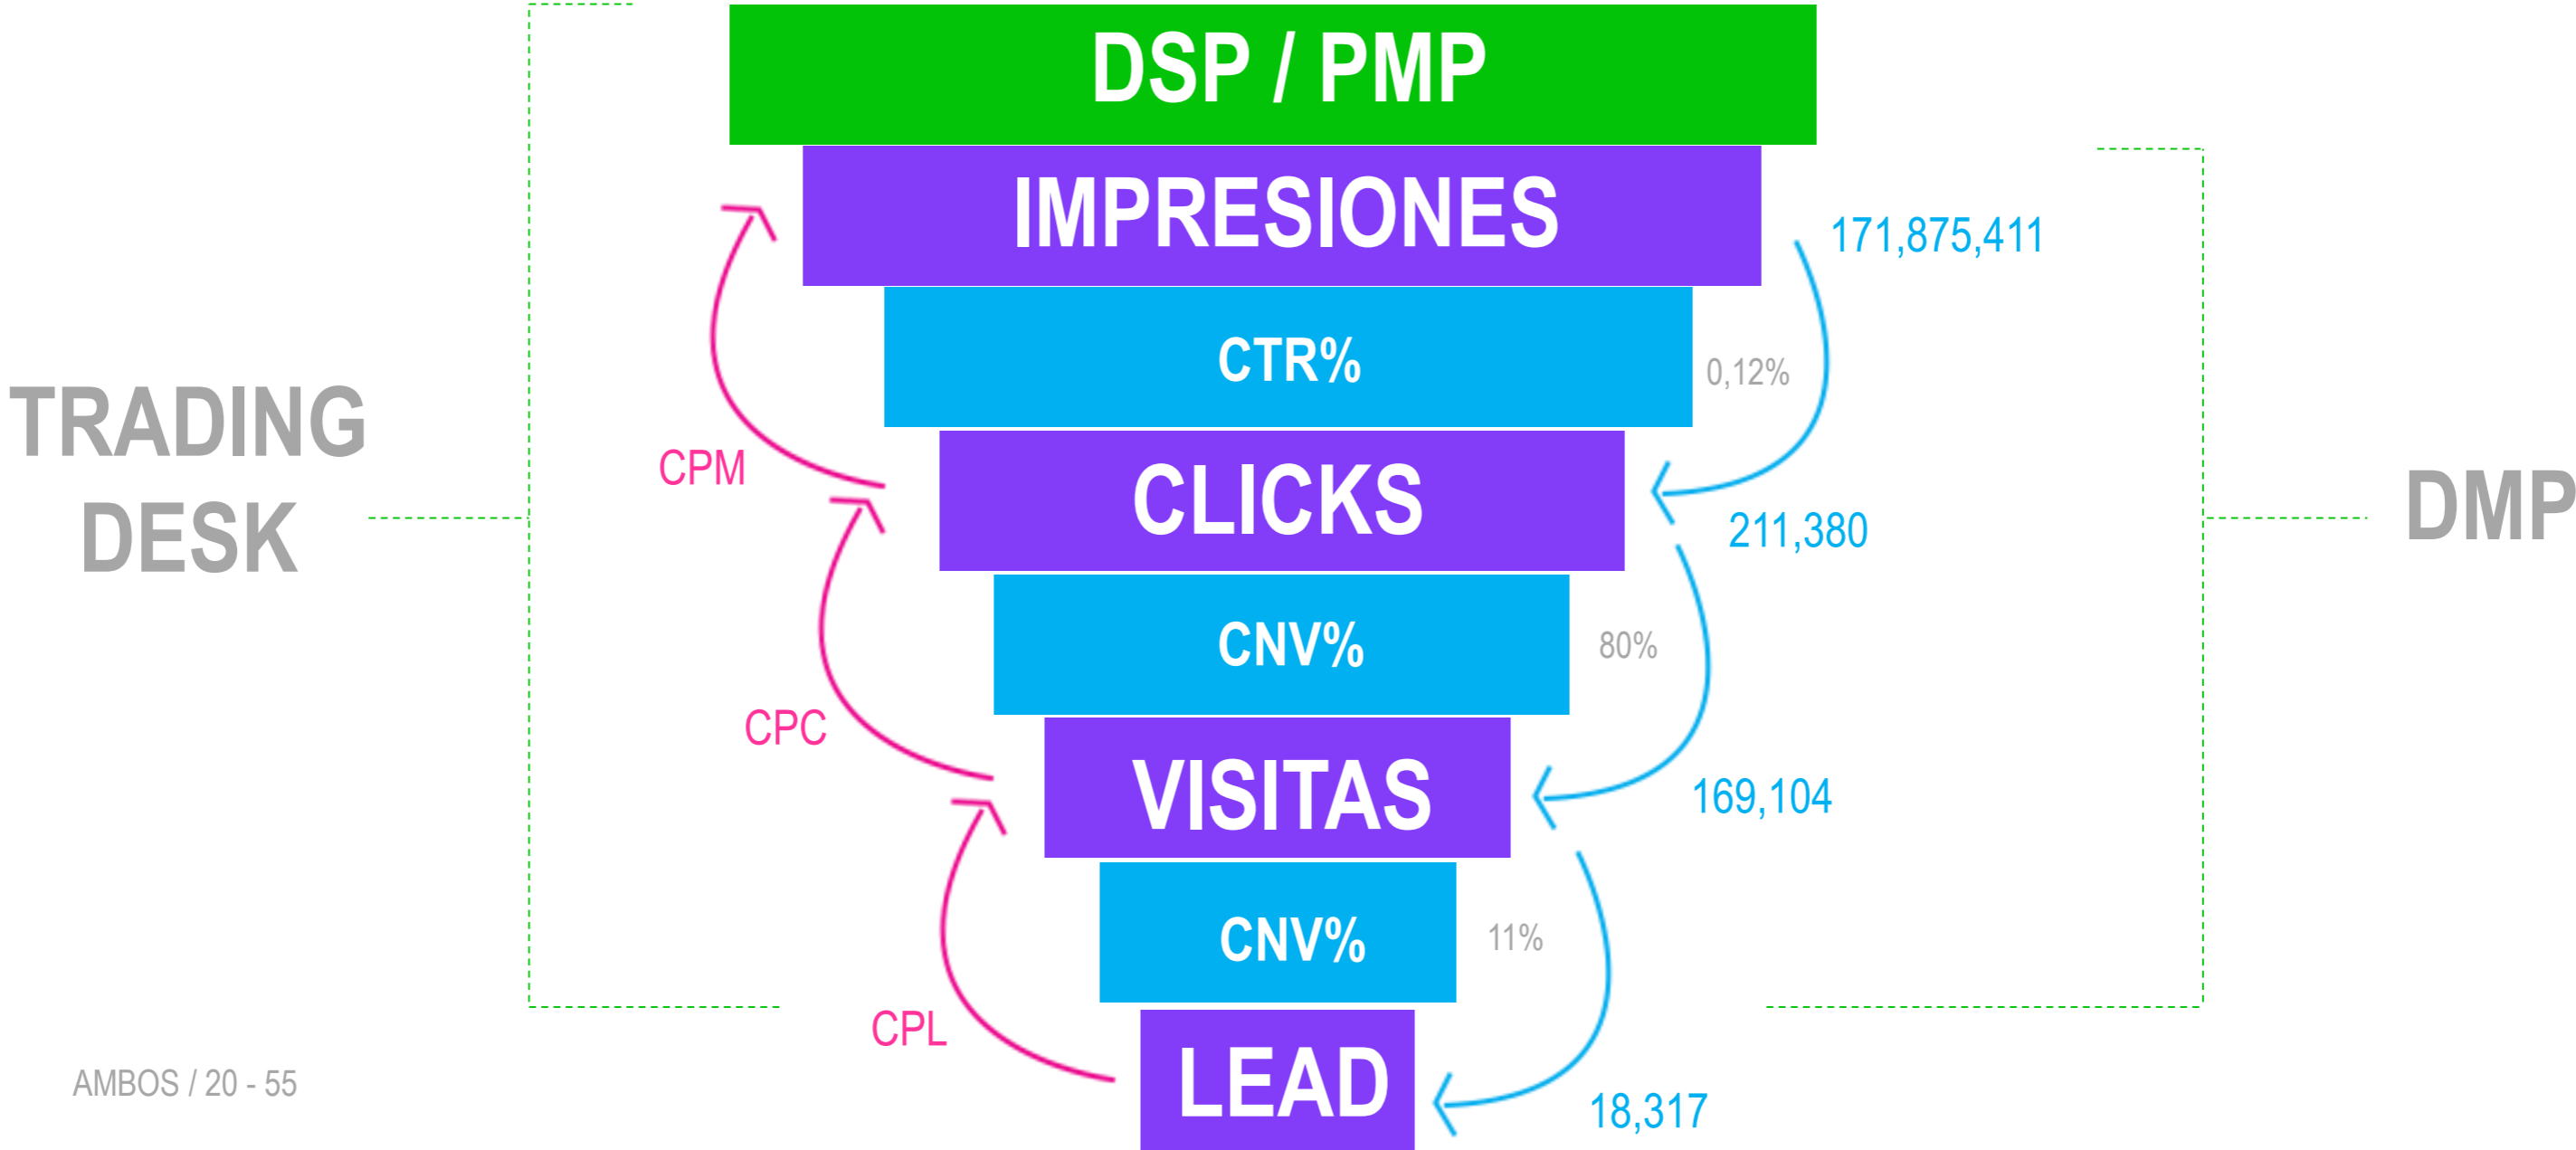 DSP / PMP
IMPRESIONES
171,875,411
CTR%
0,12%
TRADING
DESK
CPM
CLICKS
211,380
DMP
CNV%
80%
CPC
VISITAS
169,104
CNV%
11%
CPL
LEAD
18,317
AMBOS / 20 - 55